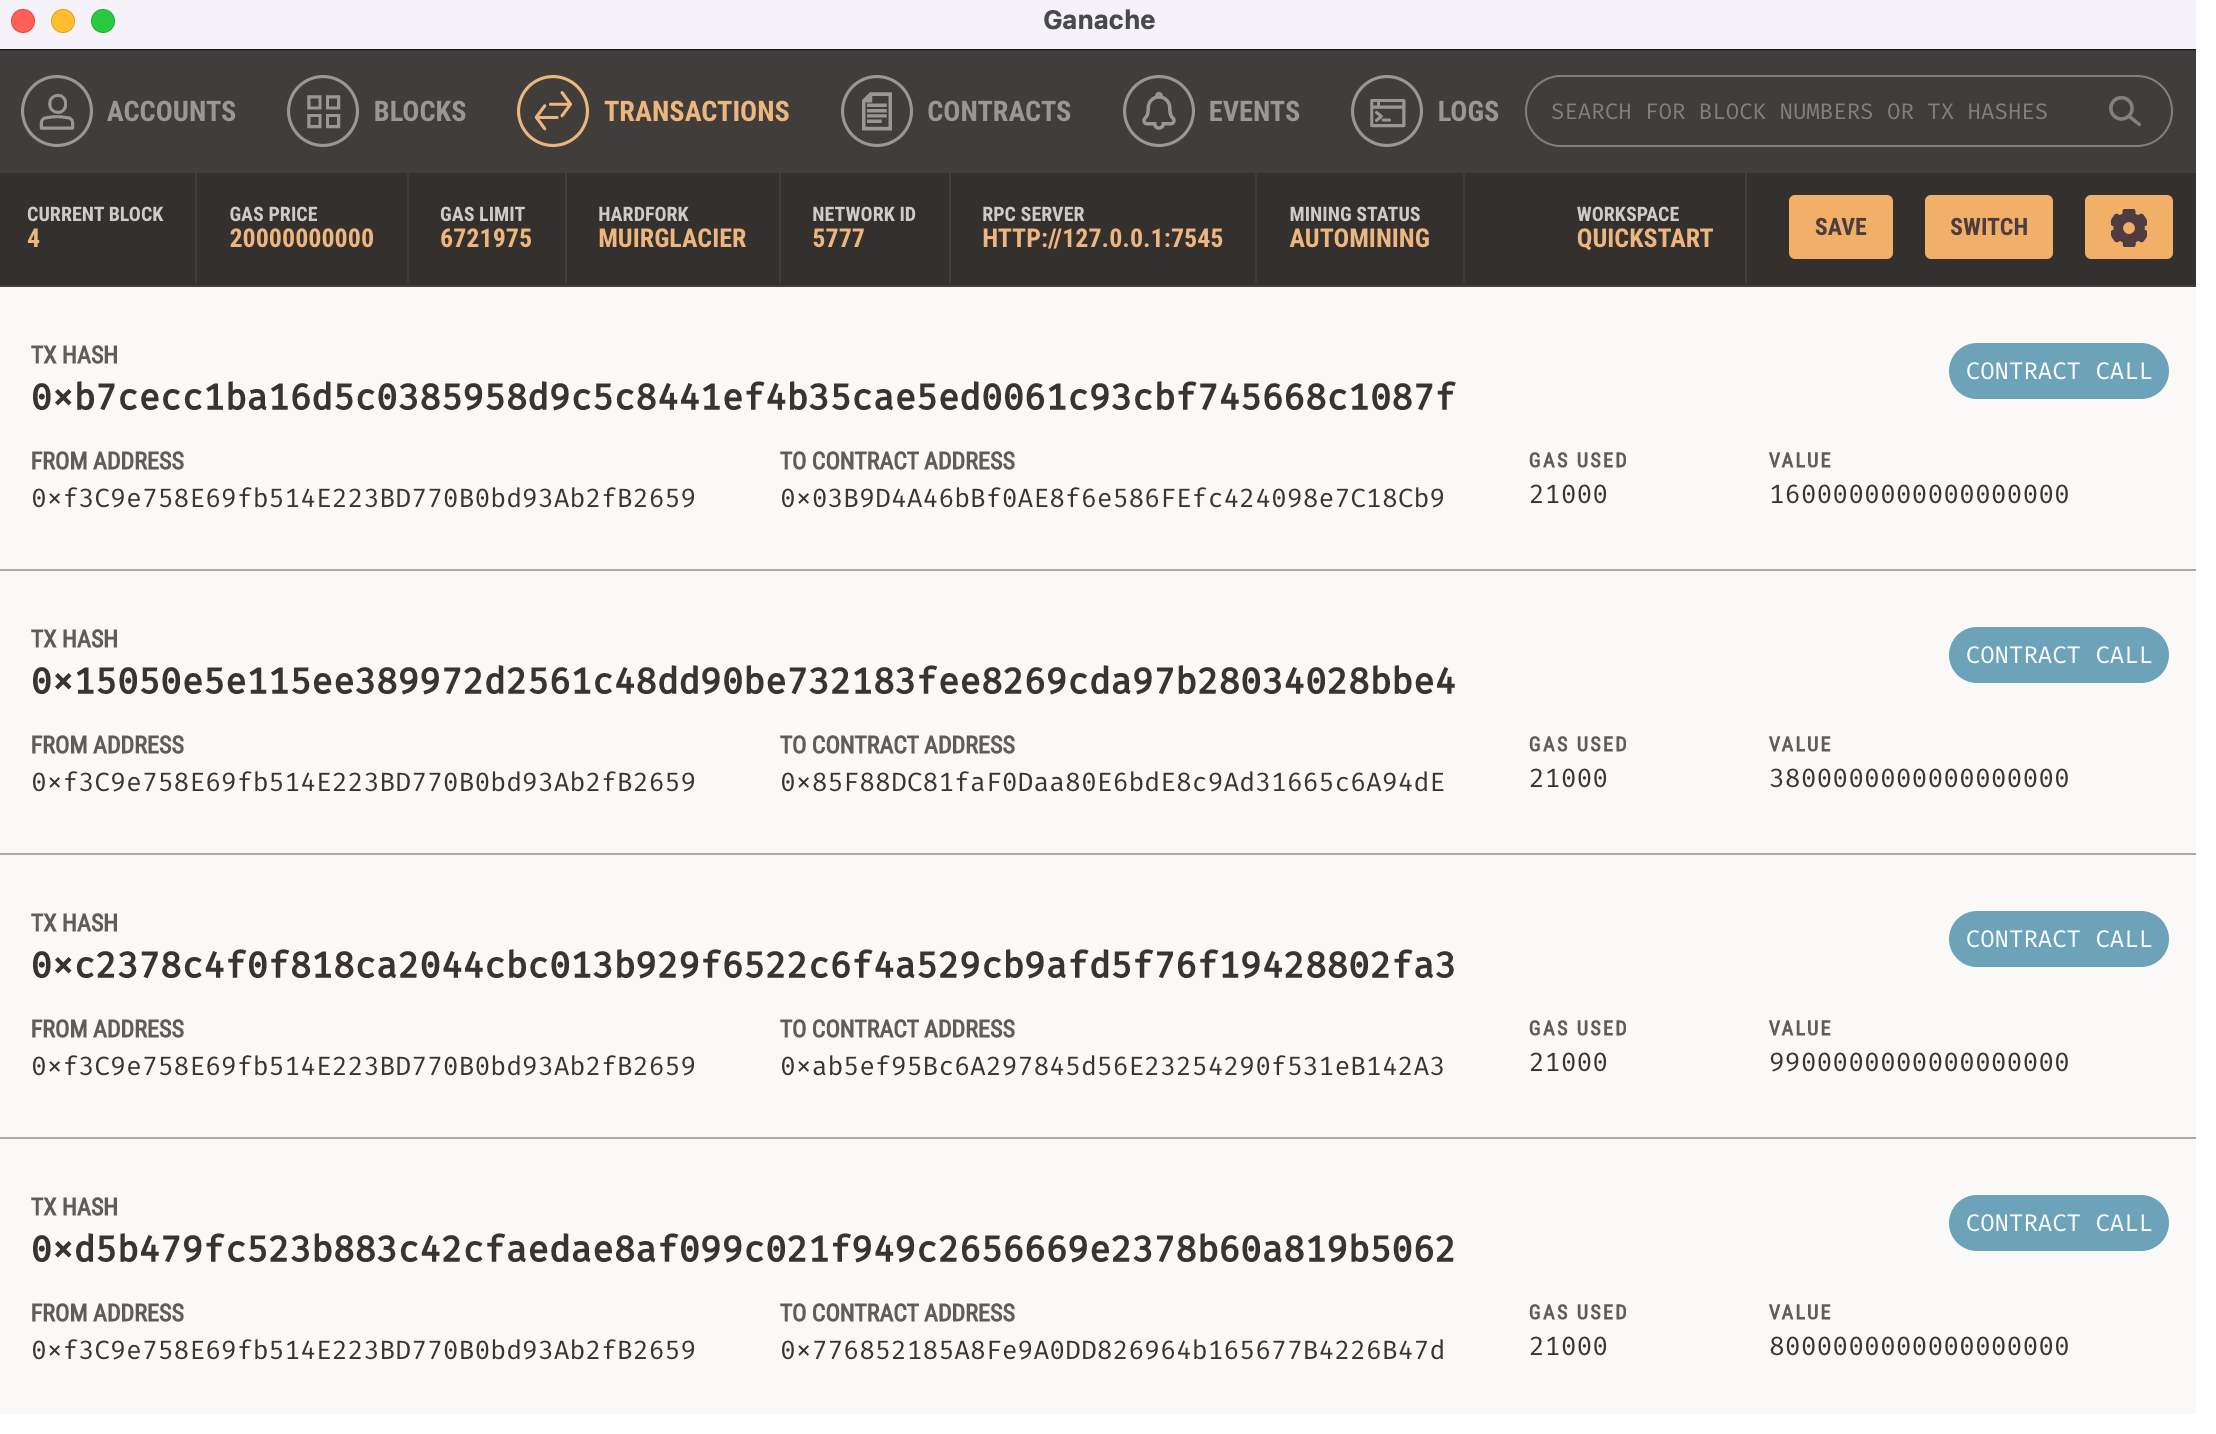 Ganache
ACCOUNTS BLOCKS TRANSACTIONS CONTRACTS EVENTS LOGS SEARCH FOR BLOCK NUMBERS OR TX HASHES
CURRENT BLOCK GAS PRICE GAS LIMIT HARDFORK NETWORK ID RPC SERVER MINING STATUS WORKSPACE
4 20000000000 6721975 MUIRGLACIER 5777 HTTP://127.0.0.1:7545 AUTOMINING QUICKSTART SAVE SWITCH
TX HASH
0×b7cecc1ba16d5c0385958d9c5c8441ef4b35cae5ed0061c93cbf745668c1087f CONTRACT CALL
FROM ADDRESS TO CONTRACT ADDRESS GAS USED VALUE
0×f3C9e758E69fb514E223BD770B0bd93Ab2fB2659 0×03B9D4A46bBf0AE8f6e586FEfc424098e7C18Cb9 21000 1600000000000000000
TX HASH
0×15050e5e115ee389972d2561c48dd90be732183fee8269cda97b28034028bbe4 CONTRACT CALL
FROM ADDRESS TO CONTRACT ADDRESS GAS USED VALUE
0×f3C9e758E69fb514E223BD770B0bd93Ab2fB2659 0×85F88DC81faF0Daa80E6bdE8c9Ad31665c6A94dE 21000 3800000000000000000
TX HASH
0×c2378c4f0f818ca2044cbc013b929f6522c6f4a529cb9afd5f76f19428802fa3 CONTRACT CALL
FROM ADDRESS TO CONTRACT ADDRESS GAS USED VALUE
0×f3C9e758E69fb514E223BD770B0bd93Ab2fB2659 0×ab5ef95Bc6A297845d56E23254290f531eB142A3 21000 9900000000000000000
TX HASH
0×d5b479fc523b883c42cfaedae8af099c021f949c2656669e2378b60a819b5062 CONTRACT CALL
FROM ADDRESS TO CONTRACT ADDRESS GAS USED VALUE
0×f3C9e758E69fb514E223BD770B0bd93Ab2fB2659 0×776852185A8Fe9A0DD826964b165677B4226B47d 21000 8000000000000000000